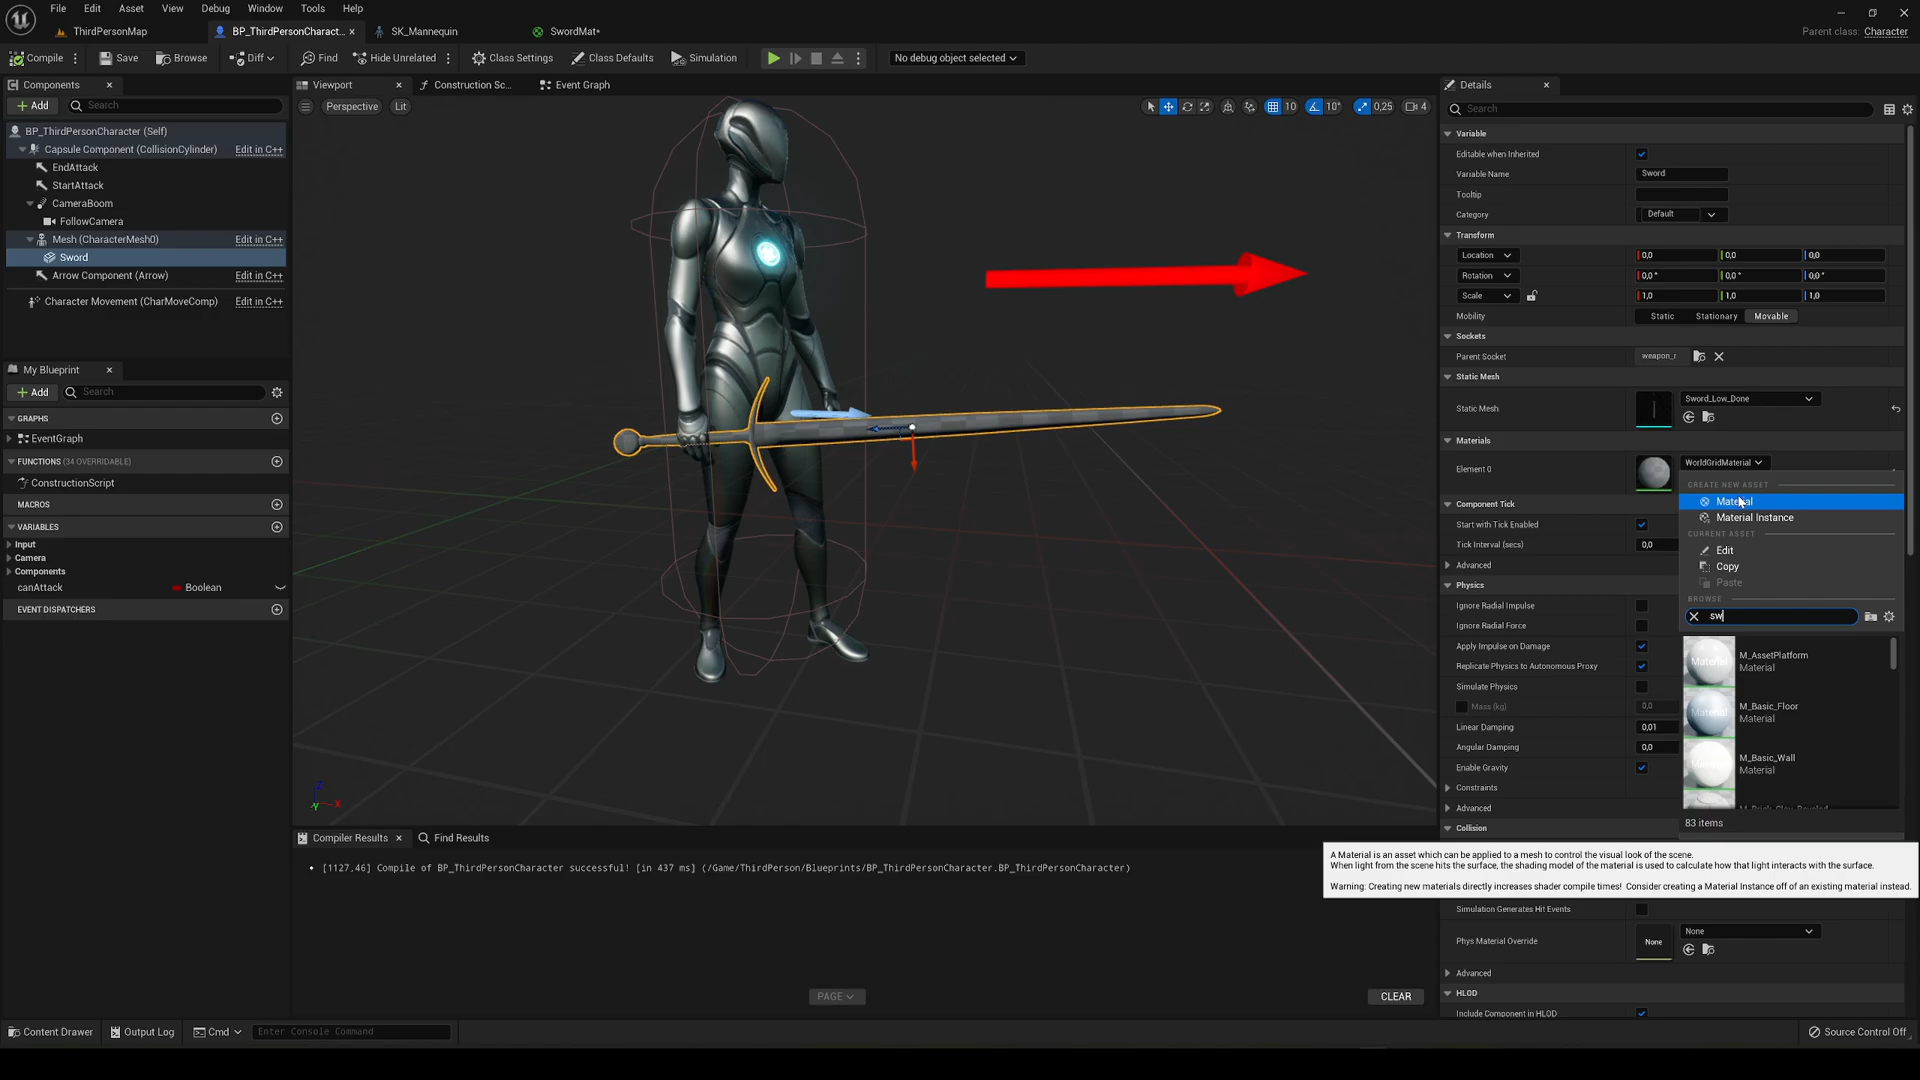 File Edit Asset View Debug Window Tools Help
ThirdPersonMap
BP_ThirdPersonCharact...
SK_Mannequin
SwordMat*
Parent class: Character
Compile
Save
Browse
Diff
Find
Hide Unrelated
Class Settings
Class Defaults
Simulation
No debug object selected
Components
Add
Search
BP_ThirdPersonCharacter (Self)
Capsule Component (CollisionCylinder) Edit in C++
EndAttack
StartAttack
CameraBoom
FollowCamera
Mesh (CharacterMesh0) Edit in C++
Sword
Arrow Component (Arrow) Edit in C++
Character Movement (CharMoveComp) Edit in C++
My Blueprint
Add
Search
GRAPHS
EventGraph
FUNCTIONS (34 OVERRIDABLE)
ConstructionScript
MACROS
VARIABLES
Input
Camera
Components
canAttack Boolean
EVENT DISPATCHERS
Viewport
Construction Sc...
Event Graph
Perspective
Lit
10
10°
0,25
4
Z
Y
X
Compiler Results
Find Results
[1127,46] Compile of BP_ThirdPersonCharacter successful! [in 437 ms] (/Game/ThirdPerson/Blueprints/BP_ThirdPersonCharacter.BP_ThirdPersonCharacter)
PAGE
CLEAR
Details
Search
Variable
Editable when Inherited
Variable Name Sword
Tooltip
Category Default
Transform
Location 0,0 0,0 0,0
Rotation 0,0 ° 0,0 ° 0,0 °
Scale 1,0 1,0 1,0
Mobility Static Stationary Movable
Sockets
Parent Socket weapon_r
Static Mesh
Static Mesh Sword_Low_Done
Materials
Element 0 WorldGridMaterial
CREATE NEW ASSET
Material
Material Instance
CURRENT ASSET
Edit
Copy
Paste
BROWSE
sw
M_AssetPlatform
Material
M_Basic_Floor
Material
M_Basic_Wall
Material
83 items
Component Tick
Start with Tick Enabled
Tick Interval (secs) 0,0
Advanced
Physics
Ignore Radial Impulse
Ignore Radial Force
Apply Impulse on Damage
Replicate Physics to Autonomous Proxy
Simulate Physics
Mass (kg) 0,0
Linear Damping 0,01
Angular Damping 0,0
Enable Gravity
Constraints
Advanced
Collision
A Material is an asset which can be applied to a mesh to control the visual look of the scene.
When light from the scene hits the surface, the shading model of the material is used to calculate how that light interacts with the surface.
Warning: Creating new materials directly increases shader compile times! Consider creating a Material Instance off of an existing material instead.
Simulation Generates Hit Events
Phys Material Override None None
Advanced
HLOD
Include Component in HLOD
Content Drawer
Output Log
Cmd
Enter Console Command
Source Control Off